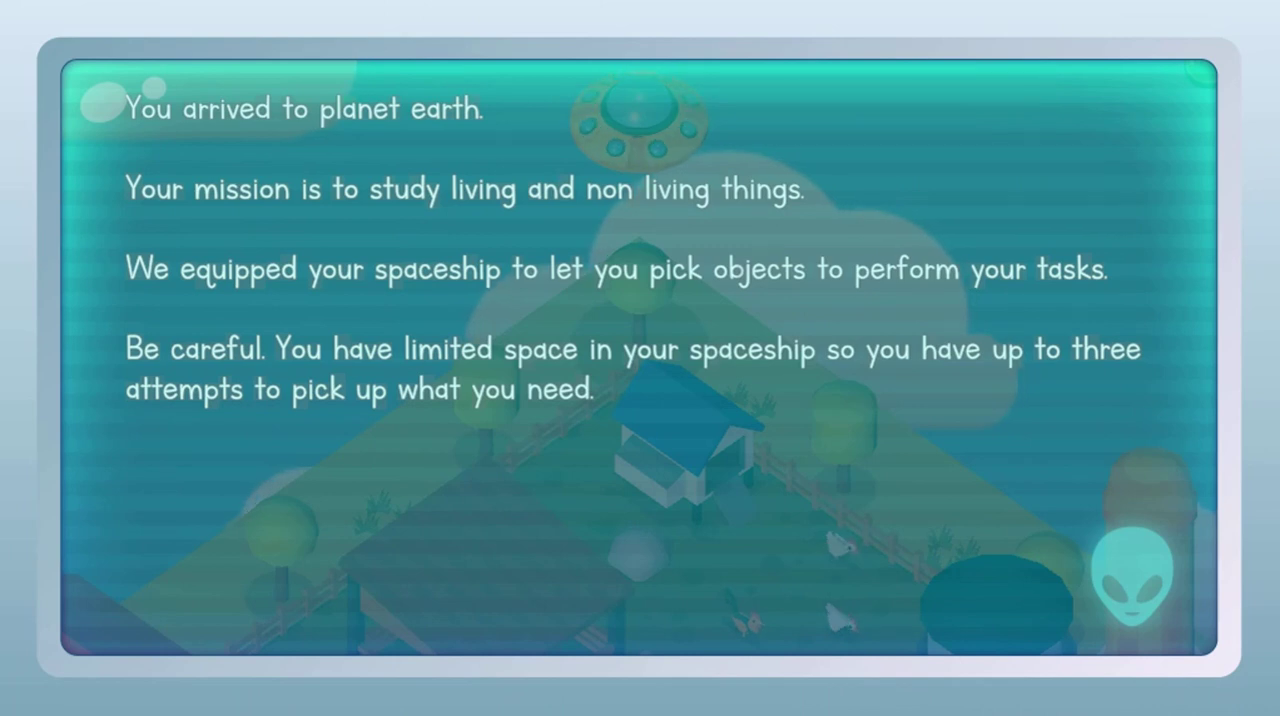 You arrived to planet earth.
Your mission is to study living and non living things.
We equipped your spaceship to let you pick objects to perform your tasks.
Be careful. You have limited space in your spaceship so you have up to three
attempts to pick up what you need.